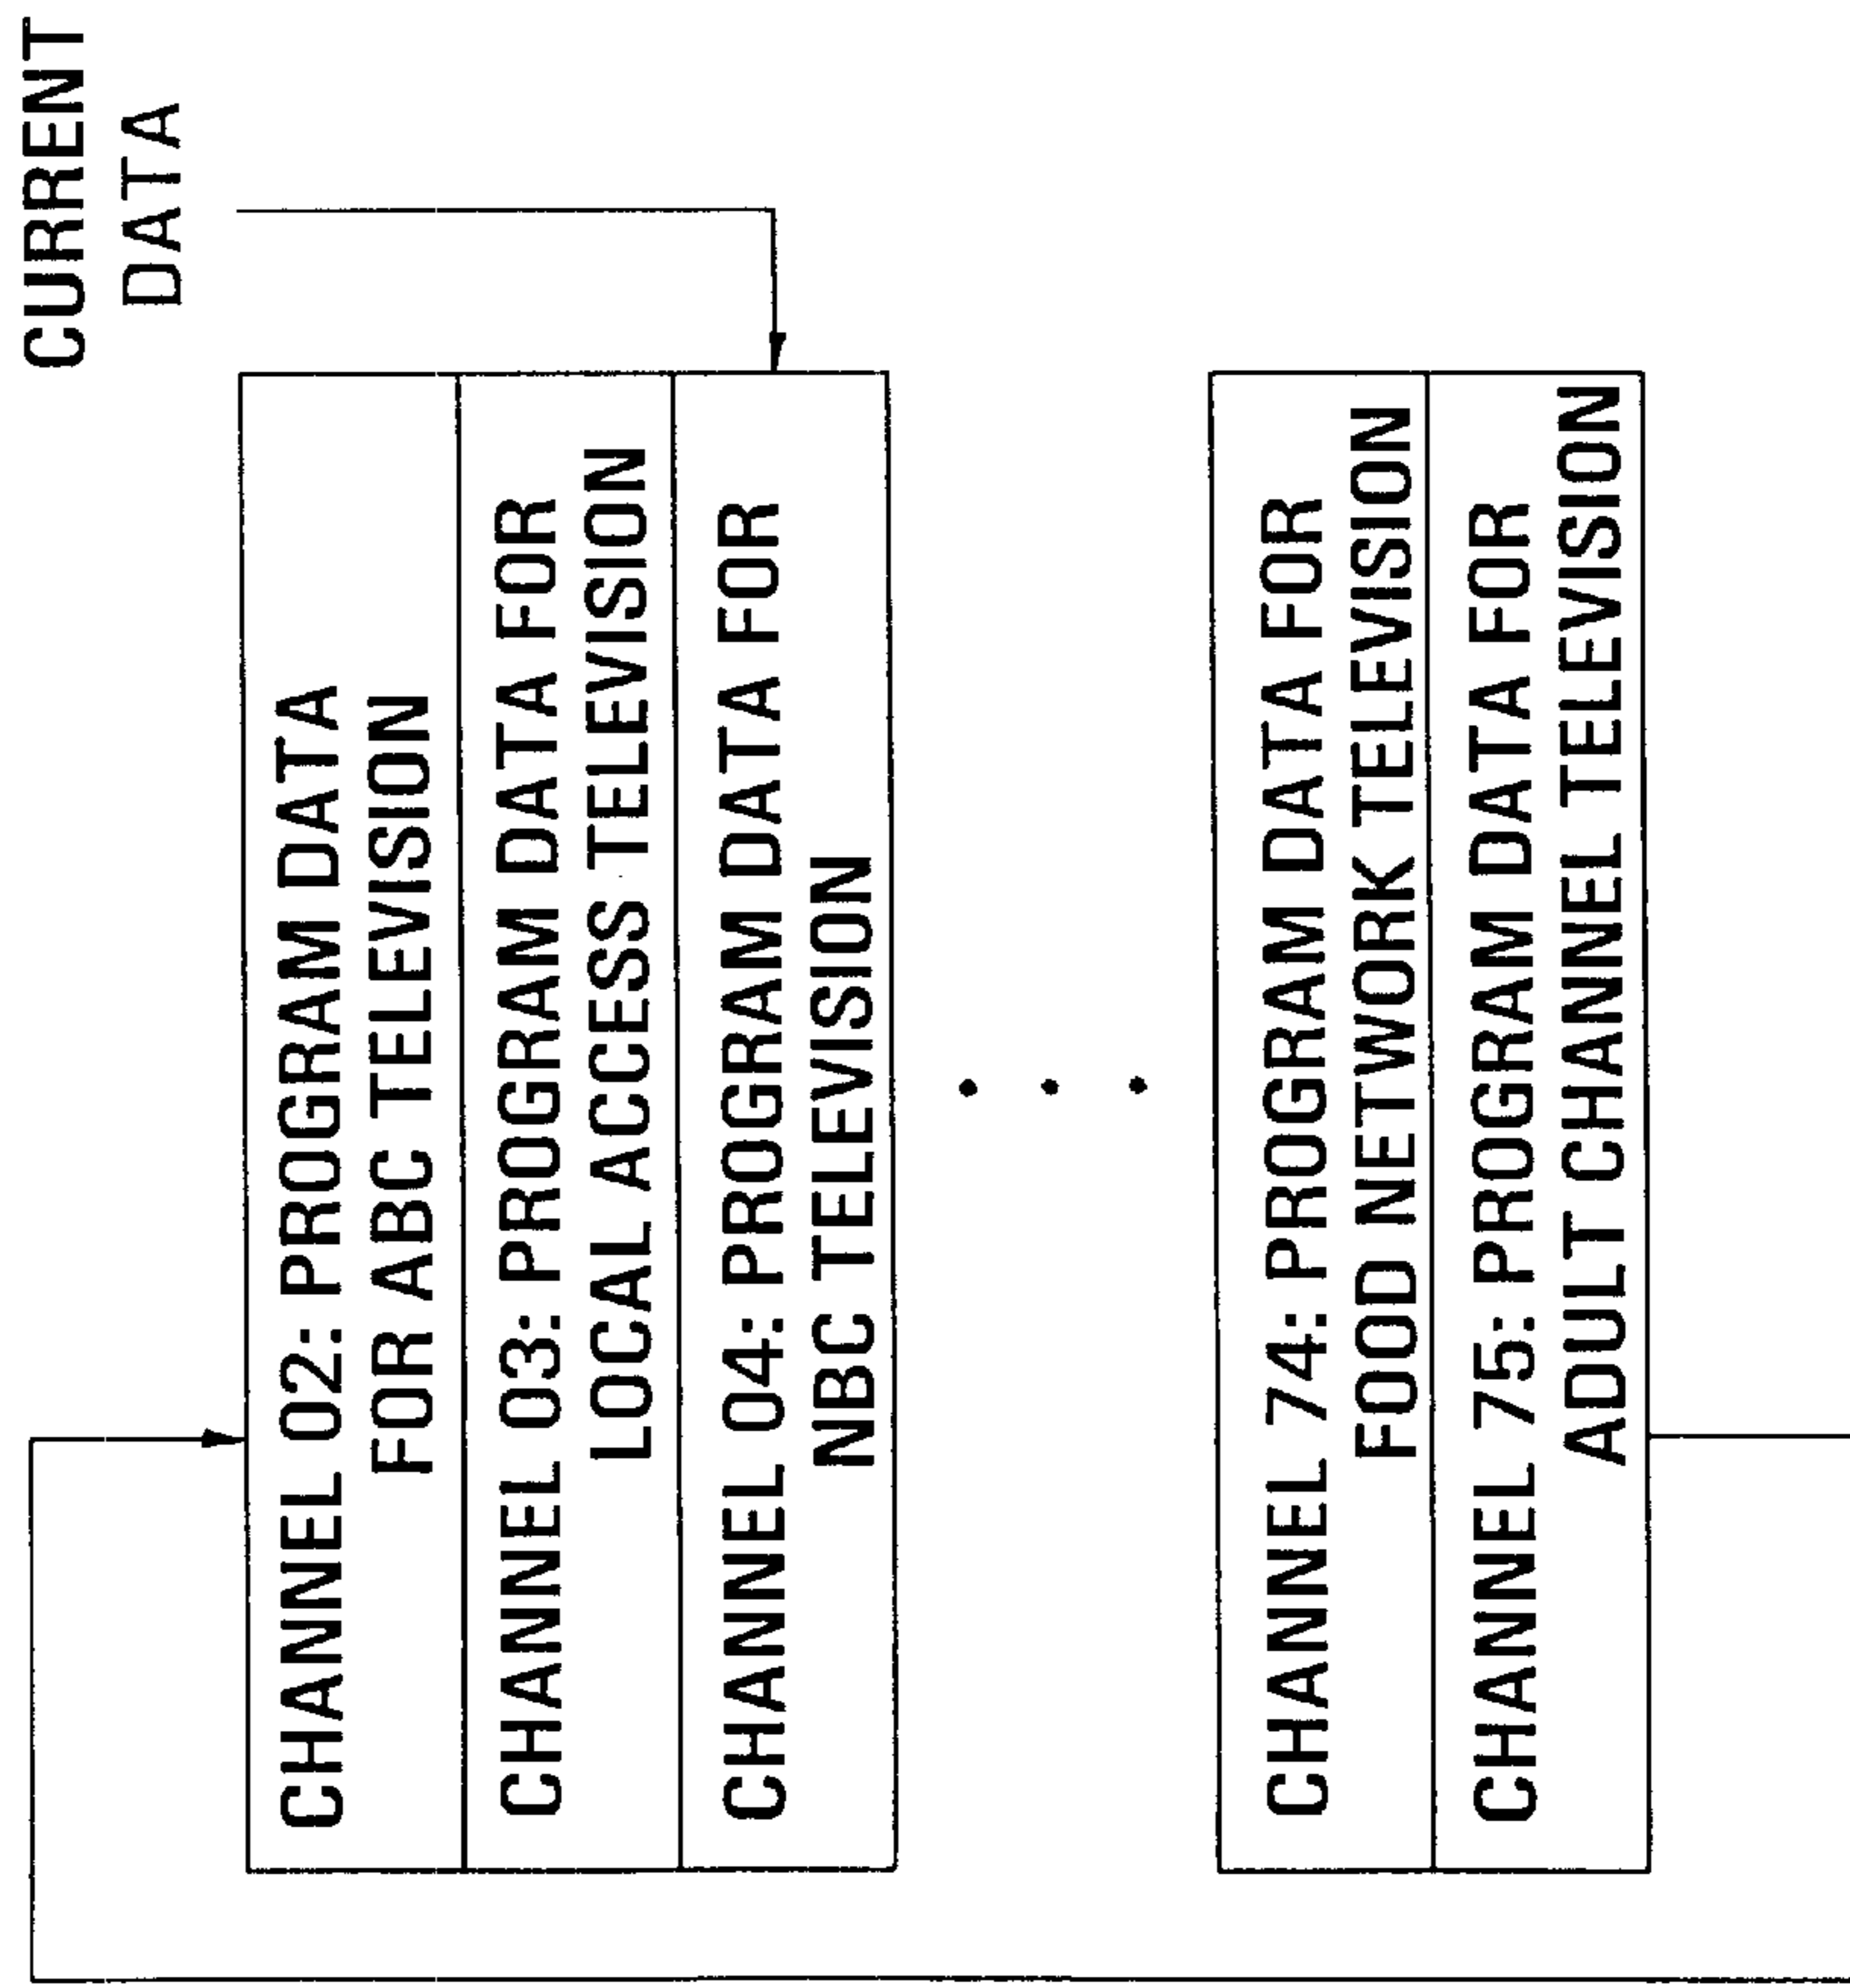 CURRENT
DATA
CHANNEL 02: PROGRAM DATA
FOR ABC TELEVISION
CHANNEL 03: PROGRAM DATA FOR
LOCAL ACCESS TELEVISION
CHANNEL 04: PROGRAM DATA FOR
NBC TELEVISION
CHANNEL 74: PROGRAM DATA FOR
FOOD NETWORK TELEVISION
CHANNEL 75: PROGRAM DATA FOR
ADULT CHANNEL TELEVISION